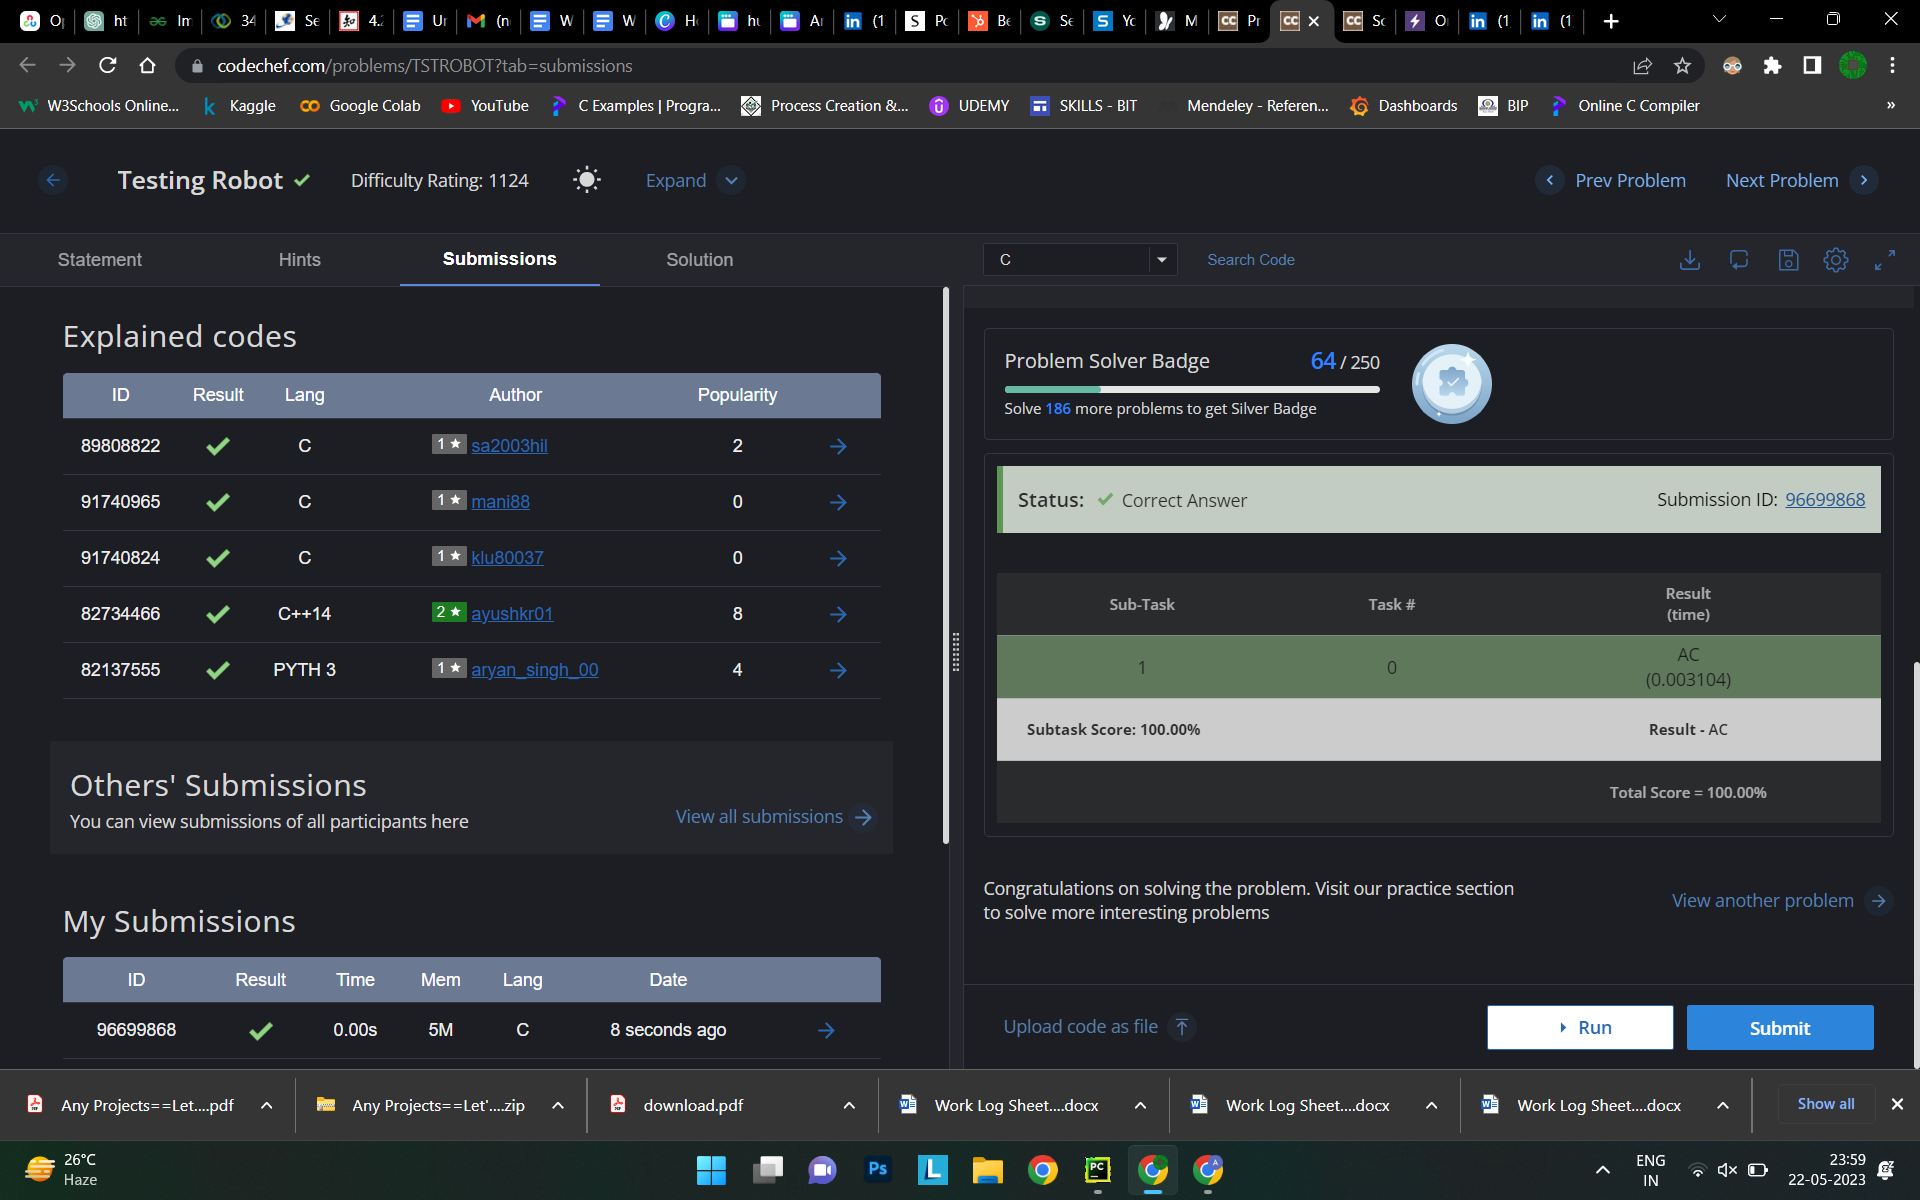 Op
ht
Im
34
Se
4.
Un
(n
W
W
He
hu
Ar
(1
Pc
Be
Se
Yc
M
Pr
Sc
O
(1
(1
codechef.com/problems/TSTROBOT?tab=submissions
W3Schools Online...
Kaggle
Google Colab
YouTube
C Examples | Progra...
Process Creation &...
UDEMY
SKILLS - BIT
Mendeley - Referen...
Dashboards
BIP
Online C Compiler
»
Testing Robot
Difficulty Rating: 1124
Expand
Prev Problem
Next Problem
Statement
Hints
Submissions
Solution
C
Search Code
Explained codes
ID Result Lang Author Popularity
89808822 C 1★ sa2003hil 2
91740965 C 1★ mani88 0
91740824 C 1★ klu80037 0
82734466 C++14 2★ ayushkr01 8
82137555 PYTH 3 1★ aryan_singh_00 4
Others' Submissions
You can view submissions of all participants here
View all submissions
My Submissions
ID Result Time Mem Lang Date
96699868 0.00s 5M C 8 seconds ago
Problem Solver Badge 64 / 250
Solve 186 more problems to get Silver Badge
Status: Correct Answer
Submission ID: 96699868
Sub-Task Task # Result
(time)
1 0 AC
(0.003104)
Subtask Score: 100.00% Result - AC
Total Score = 100.00%
Congratulations on solving the problem. Visit our practice section
to solve more interesting problems
View another problem
Upload code as file
Run
Submit
Any Projects==Let....pdf
Any Projects==Let'....zip
download.pdf
Work Log Sheet....docx
Work Log Sheet....docx
Work Log Sheet....docx
Show all
26°C
Haze
Ps
L
PC
ENG
IN
23:59
22-05-2023